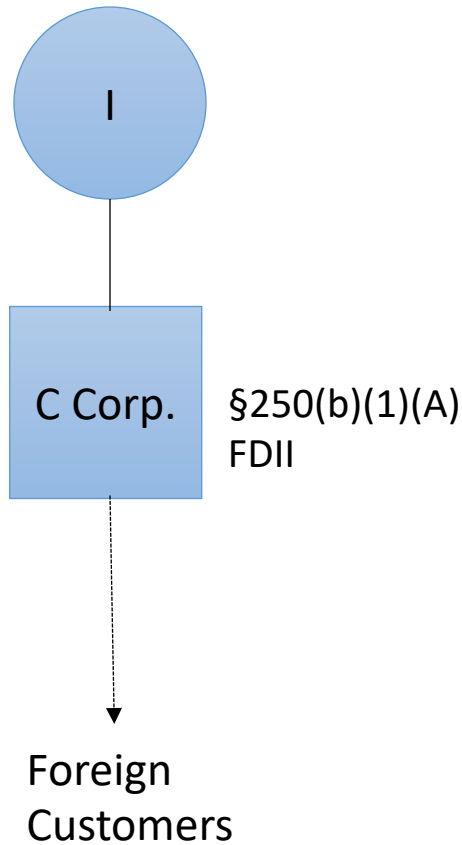 I
C Corp.
§250(b)(1)(A)
FDII
Foreign
Customers